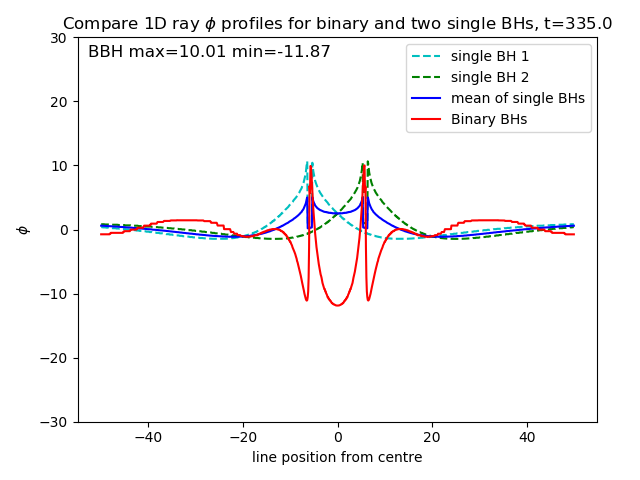 Compare 1D ray ϕ profiles for binary and two single BHs, t=335.0
BBH max=10.01 min=-11.87
single BH 1
single BH 2
mean of single BHs
Binary BHs
30
20
10
0
−10
−20
−30
ϕ
−40
−20
0
20
40
line position from centre